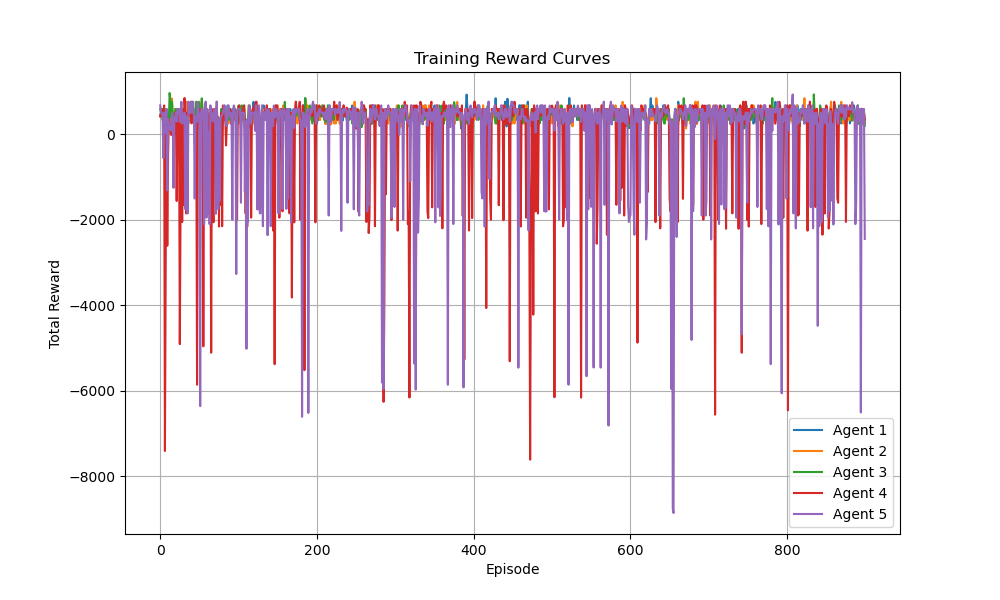 Training Reward Curves
Total Reward
0
−2000
−4000
−6000
−8000
0 200 400 600 800
Episode
Agent 1
Agent 2
Agent 3
Agent 4
Agent 5